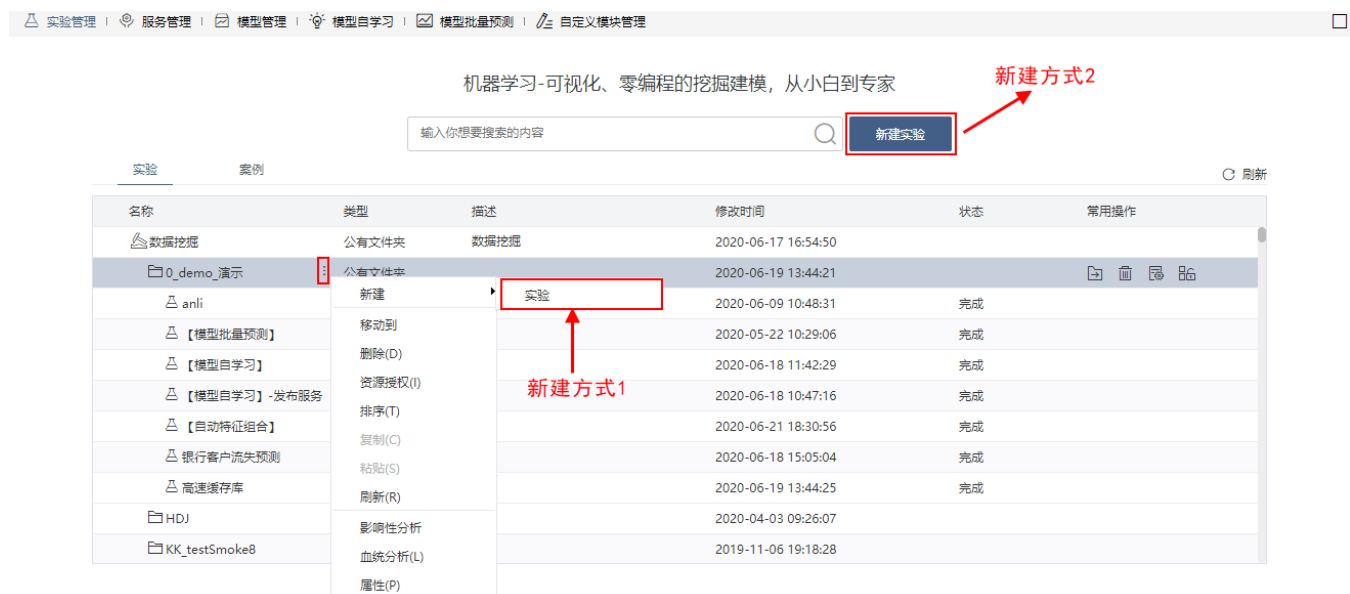 实验管理 服务管理 模型管理 模型自学习 模型批量预测 自定义模块管理
机器学习-可视化、零编程的挖掘建模，从小白到专家
新建方式2
输入你想要搜索的内容 新建实验
实验 案例 刷新
名称 类型 描述 修改时间 状态 常用操作
数据挖掘 公有文件夹 数据挖掘 2020-06-17 16:54:50
0_demo_演示 公有文件夹 2020-06-19 13:44:21
新建 实验
anli 2020-06-09 10:48:31 完成
移动到
【模型批量预测】 2020-05-22 10:29:06 完成
删除(D)
【模型自学习】 2020-06-18 11:42:29 完成
资源授权(I)
新建方式1
【模型自学习】-发布服务 2020-06-18 10:47:16 完成
排序(T)
【自动特征组合】 2020-06-21 18:30:56 完成
复制(C)
银行客户流失预测 2020-06-18 15:05:04 完成
粘贴(S)
高速缓存库 2020-06-19 13:44:25 完成
刷新(R)
HDJ 2020-04-03 09:26:07
影响性分析
KK_testSmoke8 2019-11-06 19:18:28
血统分析(L)
属性(P)